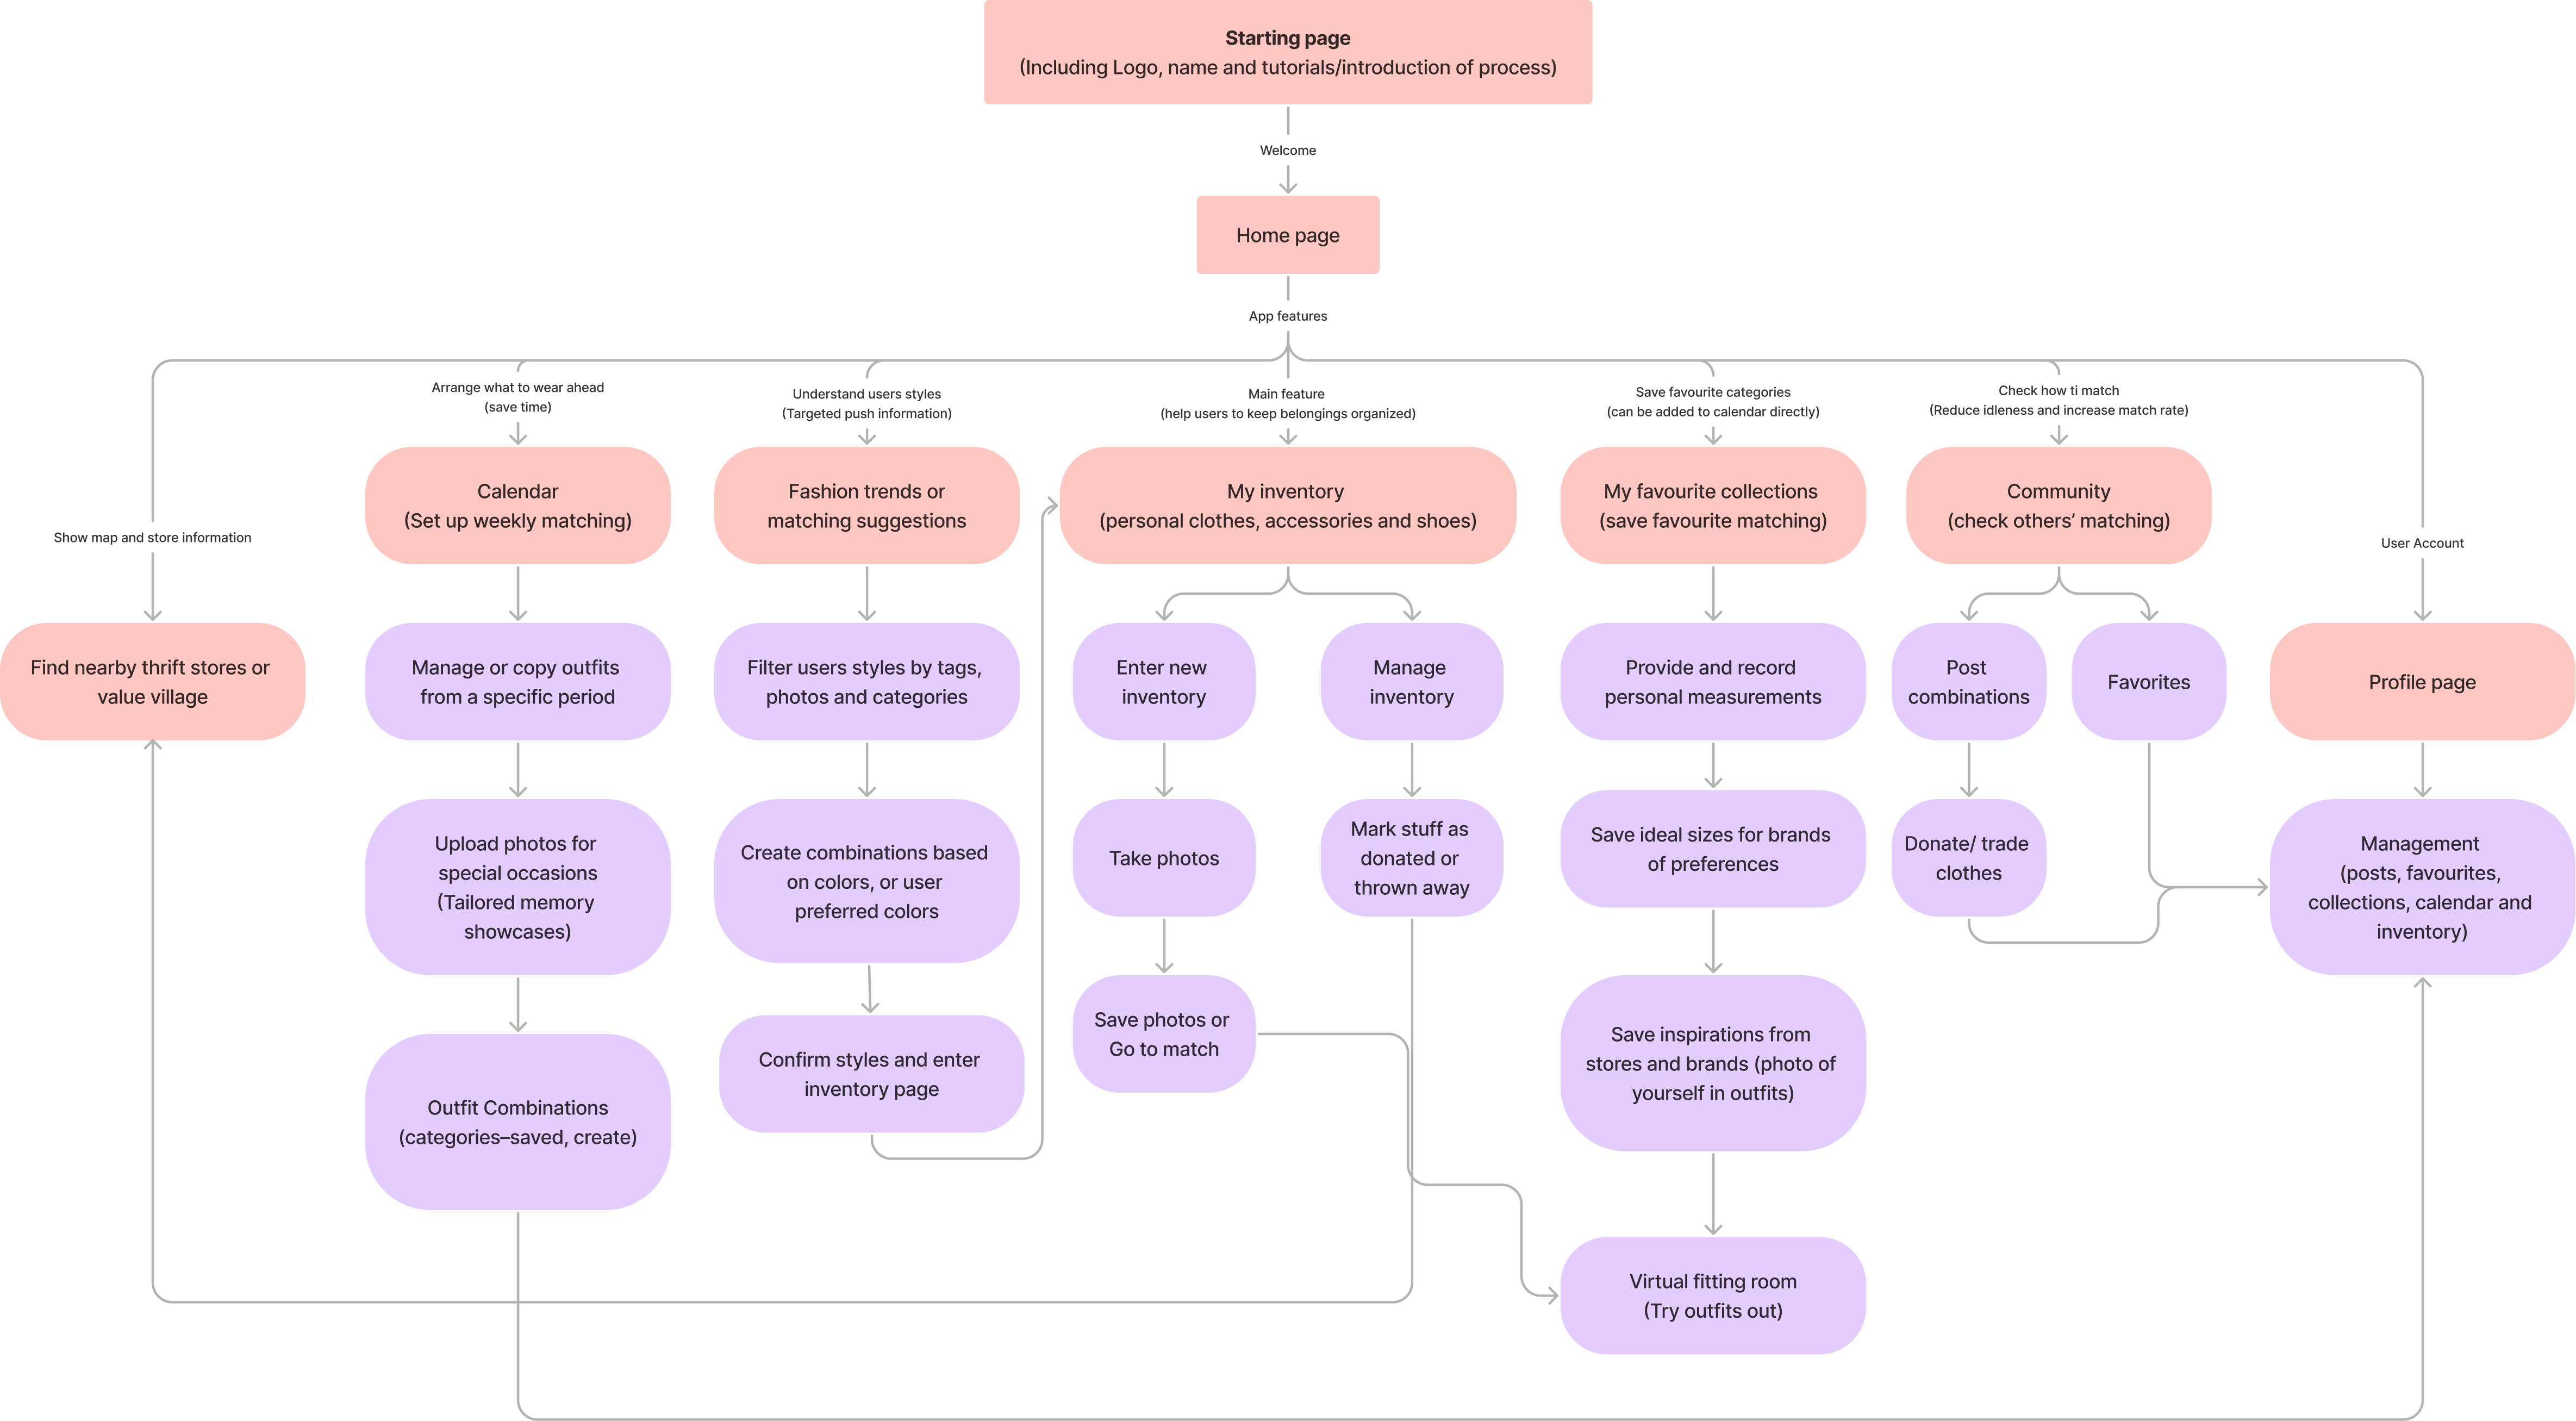 Starting page
(Including Logo, name and tutorials/introduction of process)
Welcome
Home page
App features
Arrange what to wear ahead
(save time)
Understand users styles
(Targeted push information)
Main feature
(help users to keep belongings organized)
Save favourite categories
(can be added to calendar directly)
Check how ti match
(Reduce idleness and increase match rate)
Calendar
(Set up weekly matching)
Fashion trends or
matching suggestions
My inventory
(personal clothes, accessories and shoes)
My favourite collections
(save favourite matching)
Community
(check others’ matching)
Show map and store information
User Account
Find nearby thrift stores or
value village
Manage or copy outfits
from a specific period
Filter users styles by tags,
photos and categories
Enter new
inventory
Manage
inventory
Provide and record
personal measurements
Post
combinations
Favorites
Profile page
Upload photos for
special occasions
(Tailored memory
showcases)
Create combinations based
on colors, or user
preferred colors
Take photos
Mark stuff as
donated or
thrown away
Save ideal sizes for brands
of preferences
Donate/ trade
clothes
Management
(posts, favourites,
collections, calendar and
inventory)
Outfit Combinations
(categories–saved, create)
Confirm styles and enter
inventory page
Save photos or
Go to match
Save inspirations from
stores and brands (photo of
yourself in outfits)
Virtual fitting room
(Try outfits out)